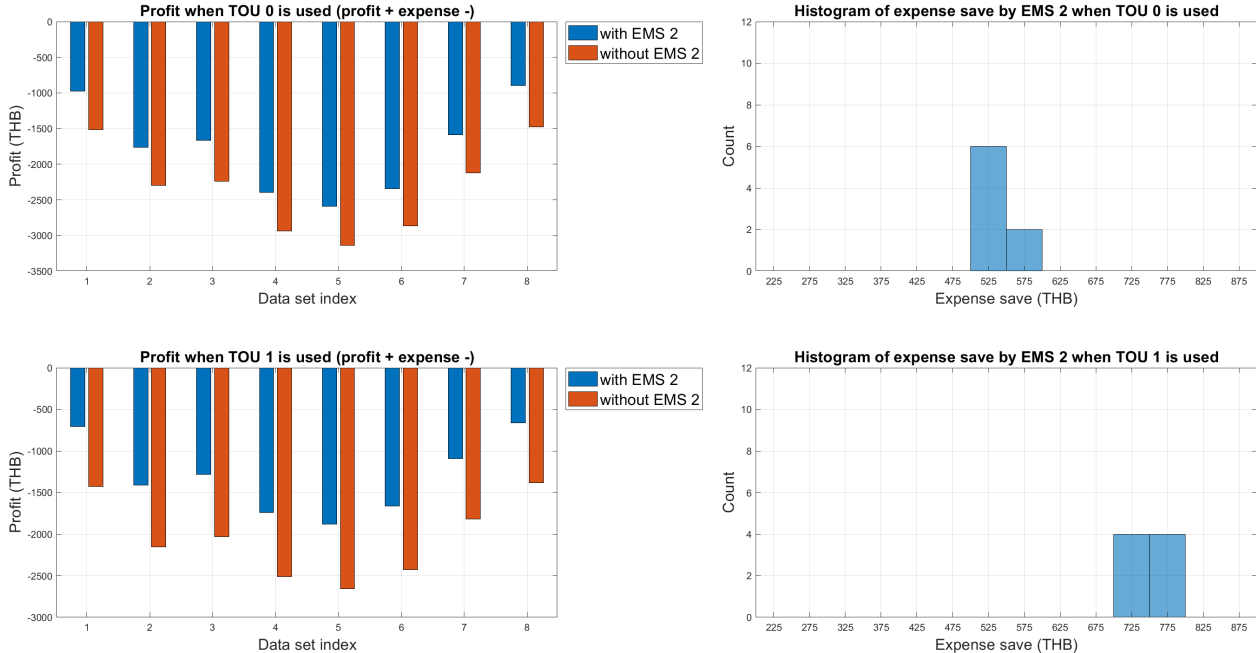 Profit when TOU 0 is used (profit + expense -)
0
-500
-1000
-1500
-2000
-2500
-3000
-3500
Profit (THB)
1 2 3 4 5 6 7 8
Data set index
with EMS 2
without EMS 2
Histogram of expense save by EMS 2 when TOU 0 is used
12
10
8
6
4
2
0
Count
225 275 325 375 425 475 525 575 625 675 725 775 825 875
Expense save (THB)
Profit when TOU 1 is used (profit + expense -)
0
-500
-1000
-1500
-2000
-2500
-3000
Profit (THB)
1 2 3 4 5 6 7 8
Data set index
with EMS 2
without EMS 2
Histogram of expense save by EMS 2 when TOU 1 is used
12
10
8
6
4
2
0
Count
225 275 325 375 425 475 525 575 625 675 725 775 825 875
Expense save (THB)